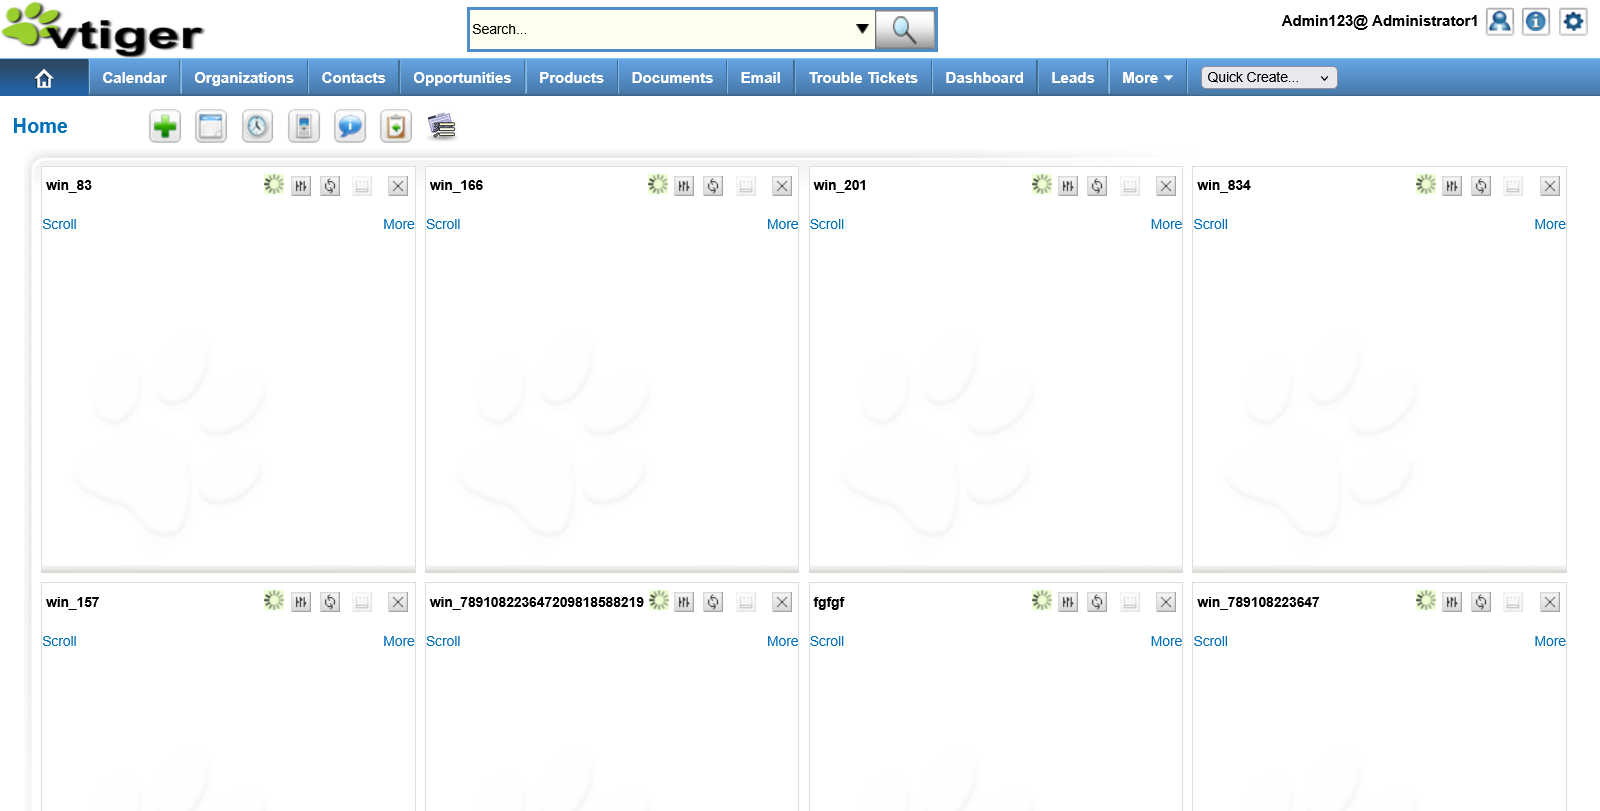 vtiger
Search...
Admin123@ Administrator1
Calendar Organizations Contacts Opportunities Products Documents Email Trouble Tickets Dashboard Leads More Quick Create...
Home
win_83 win_166 win_201 win_834
Scroll More Scroll More Scroll More Scroll More
win_157 win_789108223647209818588219 fgfgf win_789108223647
Scroll More Scroll More Scroll More Scroll More